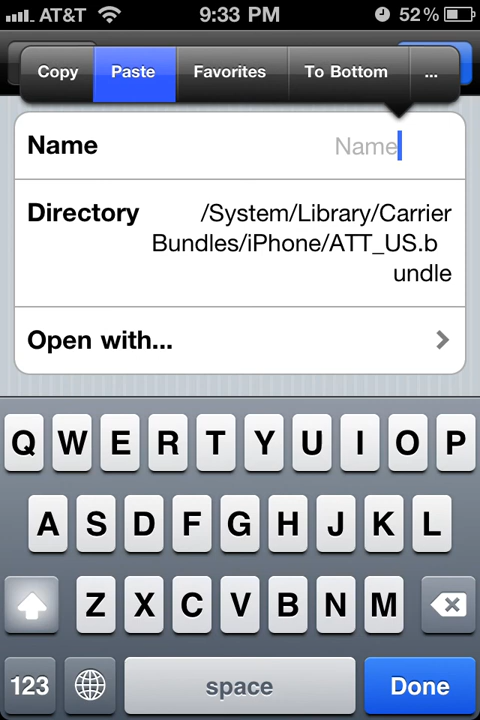 AT&T 9:33 PM 52%
Copy Paste Favorites To Bottom ...
Name Name
Directory /System/Library/Carrier
Bundles/iPhone/ATT_US.b
undle
Open with...
Q W E R T Y U I O P
A S D F G H J K L
Z X C V B N M
123 space Done